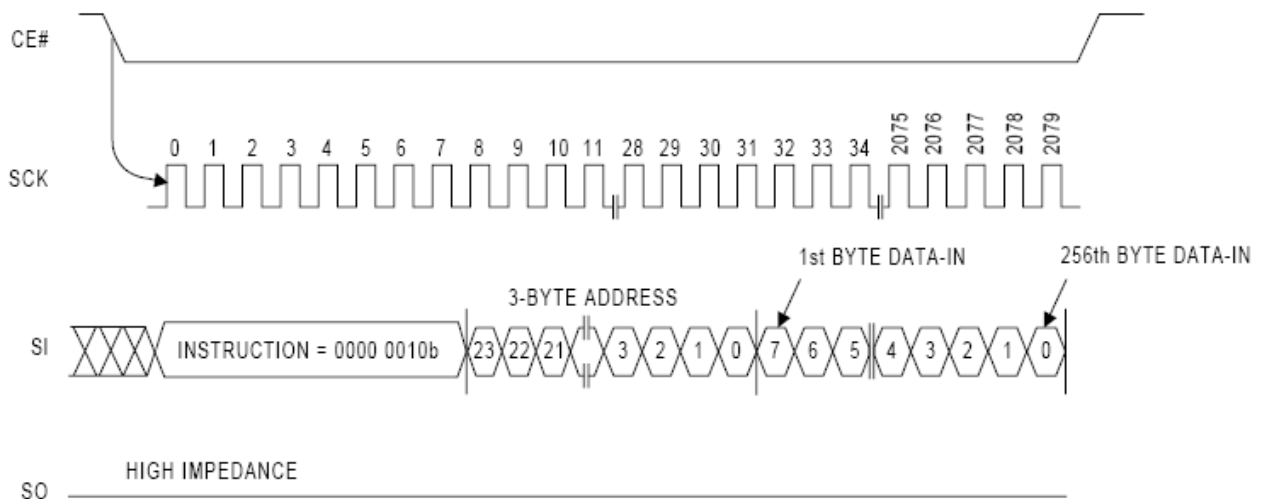 CE#
0 1 2 3 4 5 6 7 8 9 10 11 28 29 30 31 32 33 34 2075 2076 2077 2078 2079
SCK
1st BYTE DATA-IN 256th BYTE DATA-IN
3-BYTE ADDRESS
SI INSTRUCTION = 0000 0010b 23 22 21 3 2 1 0 7 6 5 4 3 2 1 0
HIGH IMPEDANCE
SO